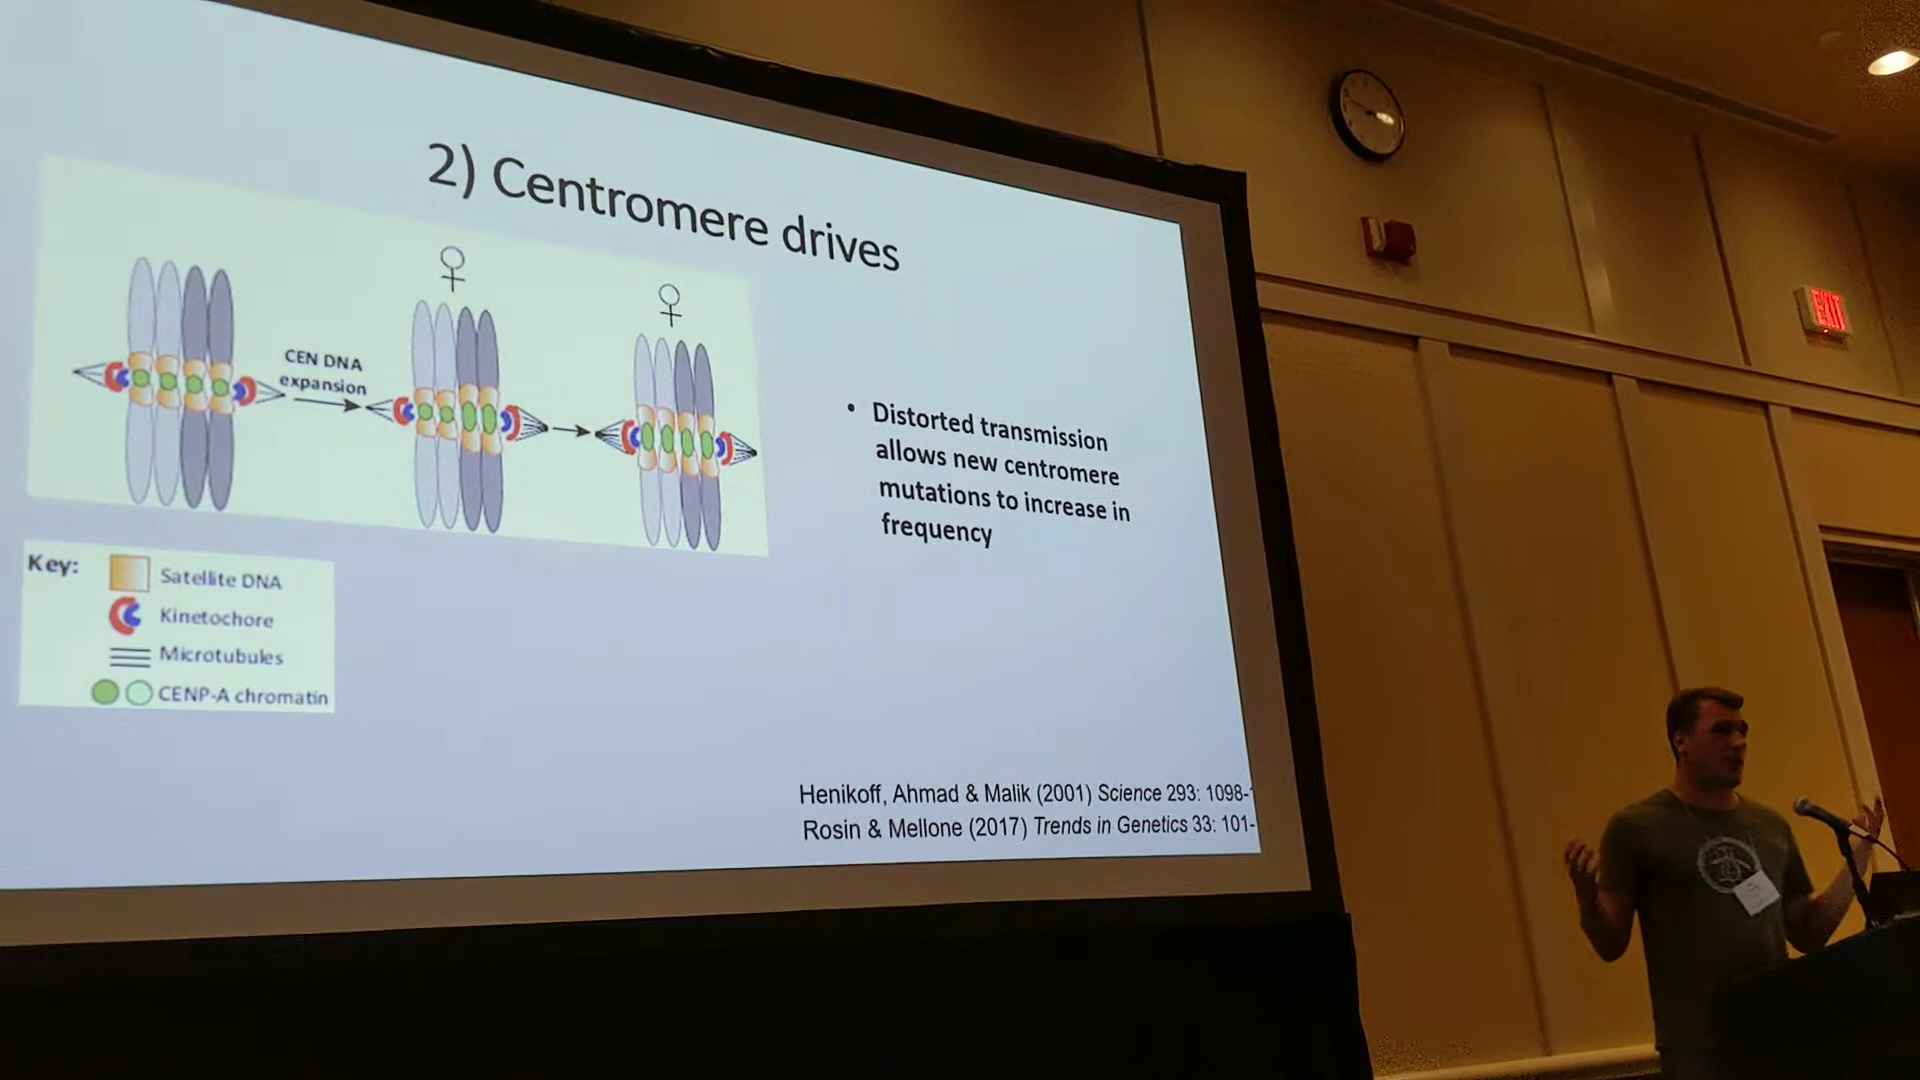 2) Centromere drives
CEN DNA
expansion
• Distorted transmission
allows new centromere
mutations to increase in
frequency
Key:
Satellite DNA
Kinetochore
Microtubules
CENP-A chromatin
Henikoff, Ahmad & Malik (2001) Science 293: 1098-
Rosin & Mellone (2017) Trends in Genetics 33: 101-
EXIT